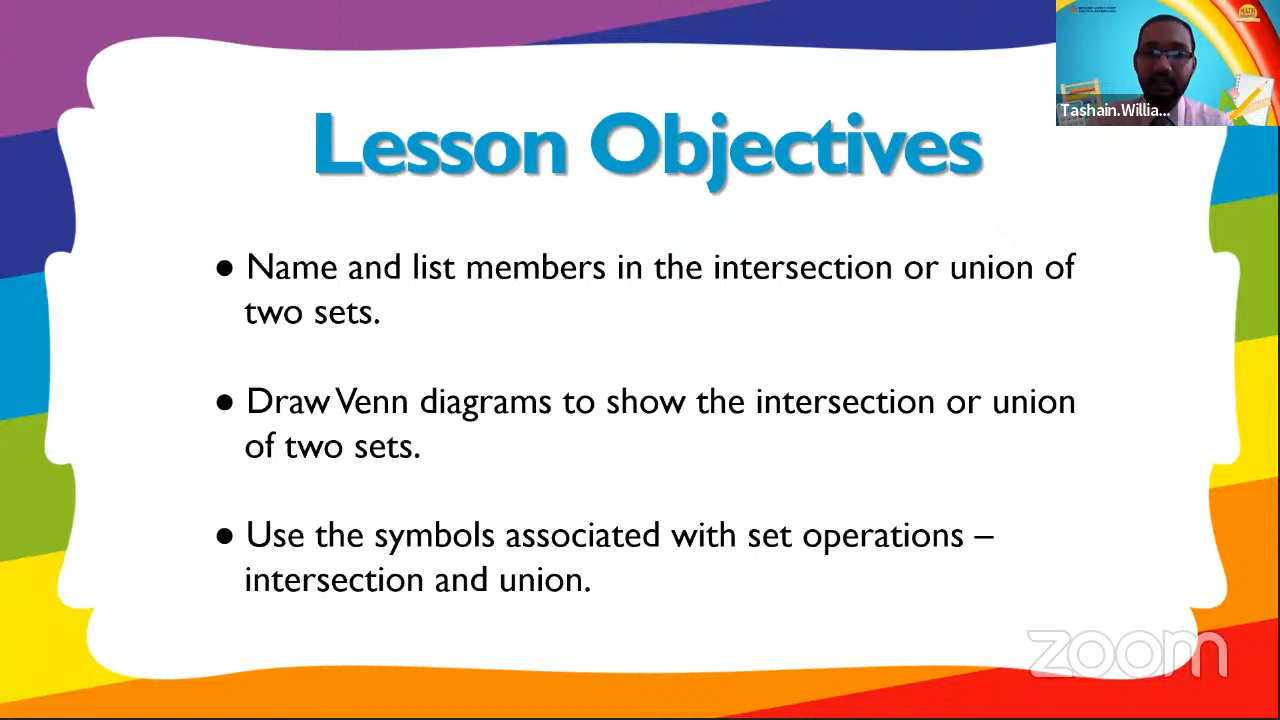 Lesson Objectives
Tashain.Willia...
● Name and list members in the intersection or union of
two sets.
● Draw Venn diagrams to show the intersection or union
of two sets.
● Use the symbols associated with set operations –
intersection and union.
zoom